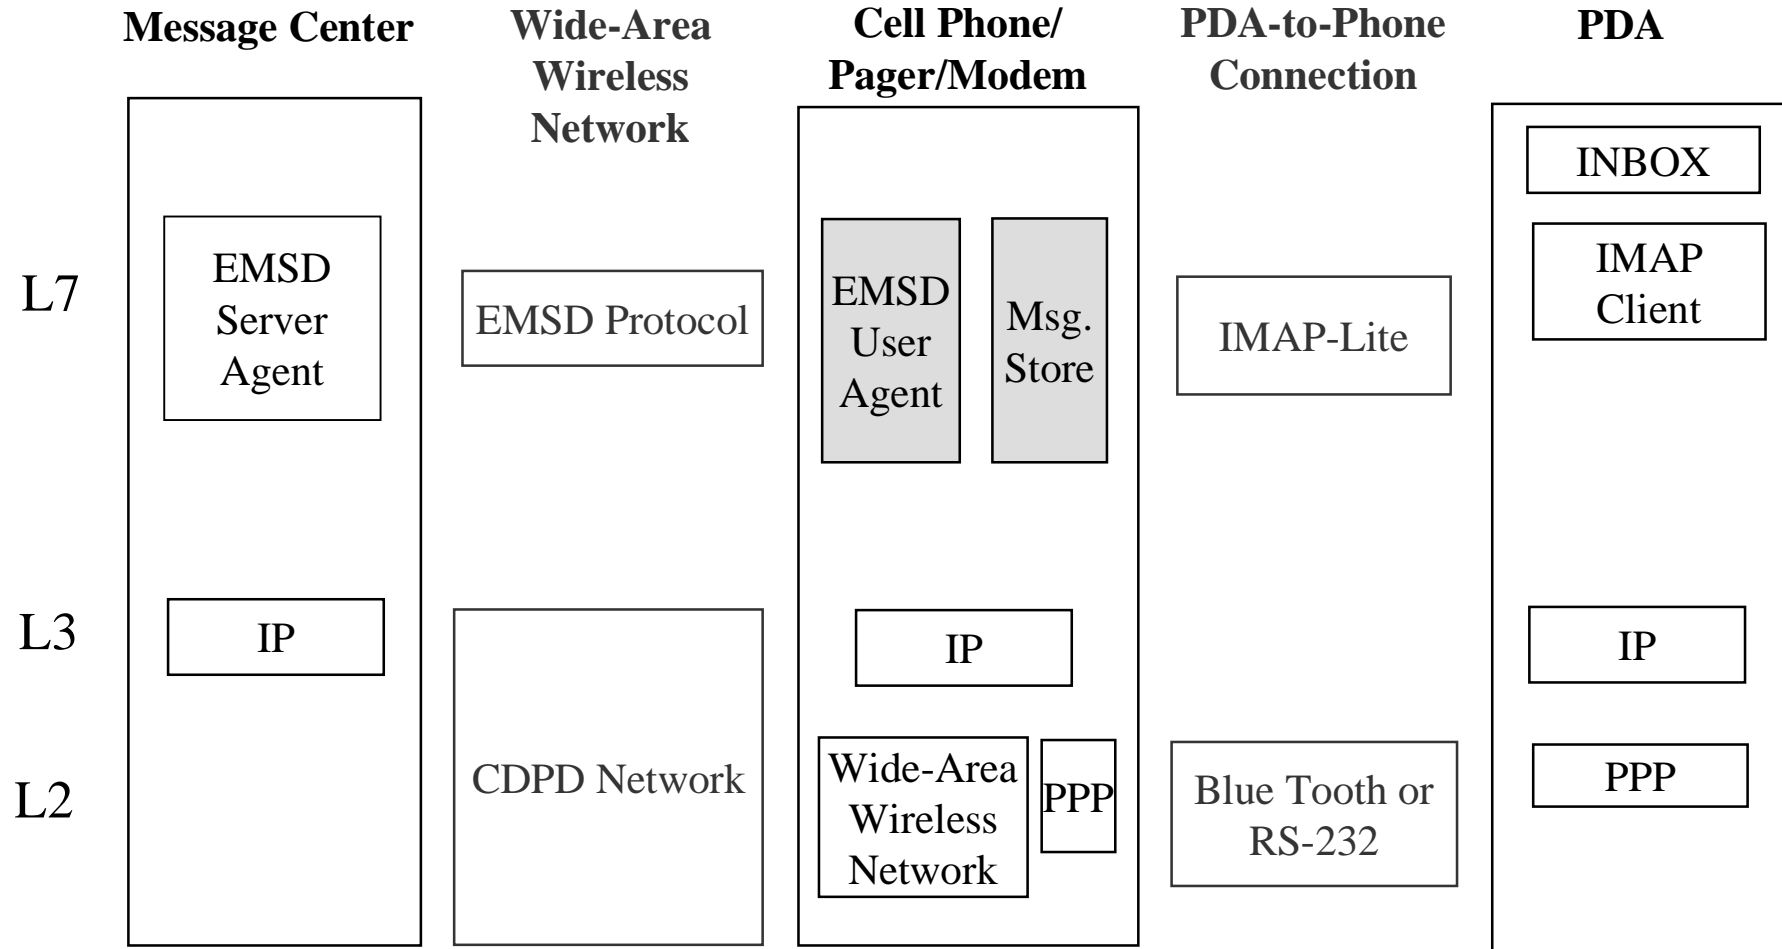 Message Center
Wide-Area
Wireless
Network
Cell Phone/
Pager/Modem
PDA-to-Phone
Connection
PDA
L7
EMSD
Server
Agent
EMSD Protocol
EMSD
User
Agent
Msg.
Store
IMAP-Lite
INBOX
IMAP
Client
L3
IP
IP
IP
L2
CDPD Network
Wide-Area
Wireless
Network
PPP
Blue Tooth or
RS-232
PPP